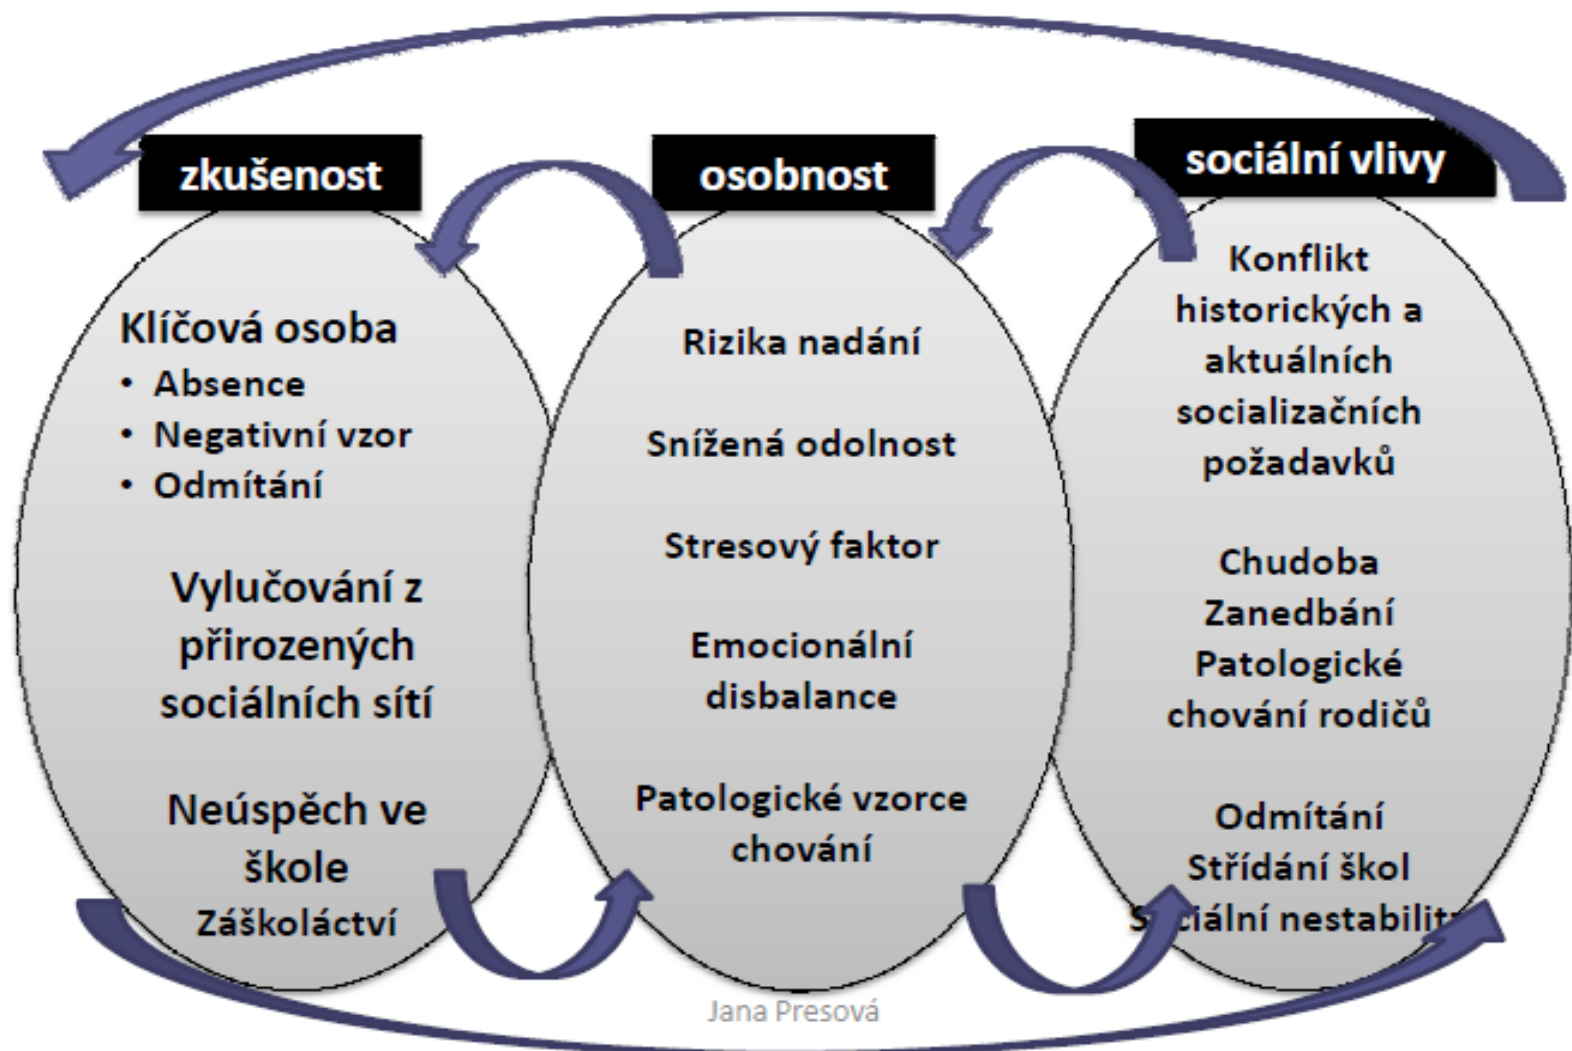 zkušenost
Klíčová osoba
• Absence
• Negativní vzor
• Odmítání
Vylučování z
přirozených
sociálních sítí
Neúspěch ve
škole
Záškoláctví
osobnost
Rizika nadání
Snížená odolnost
Stresový faktor
Emocionální
disbalance
Patologické vzorce
chování
sociální vlivy
Konflikt
historických a
aktuálních
socializačních
požadavků
Chudoba
Zanedbání
Patologické
chování rodičů
Odmítání
Střídání škol
Sociální nestabilita
Jana Presová